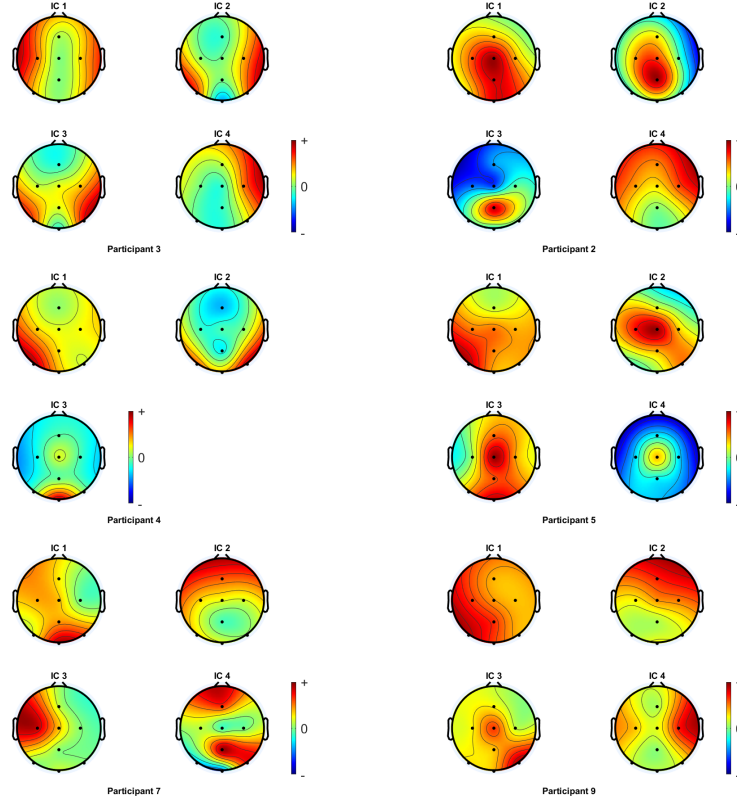 IC 1 IC 2 IC 1 IC 2
IC 3 IC 4 + IC 3 IC 4
0
-
Participant 3 Participant 2
IC 1 IC 2 IC 1 IC 2
IC 3 + IC 3 IC 4
0
-
Participant 4 Participant 5
IC 1 IC 2 IC 1 IC 2
IC 3 IC 4 + IC 3 IC 4
0
-
Participant 7 Participant 9